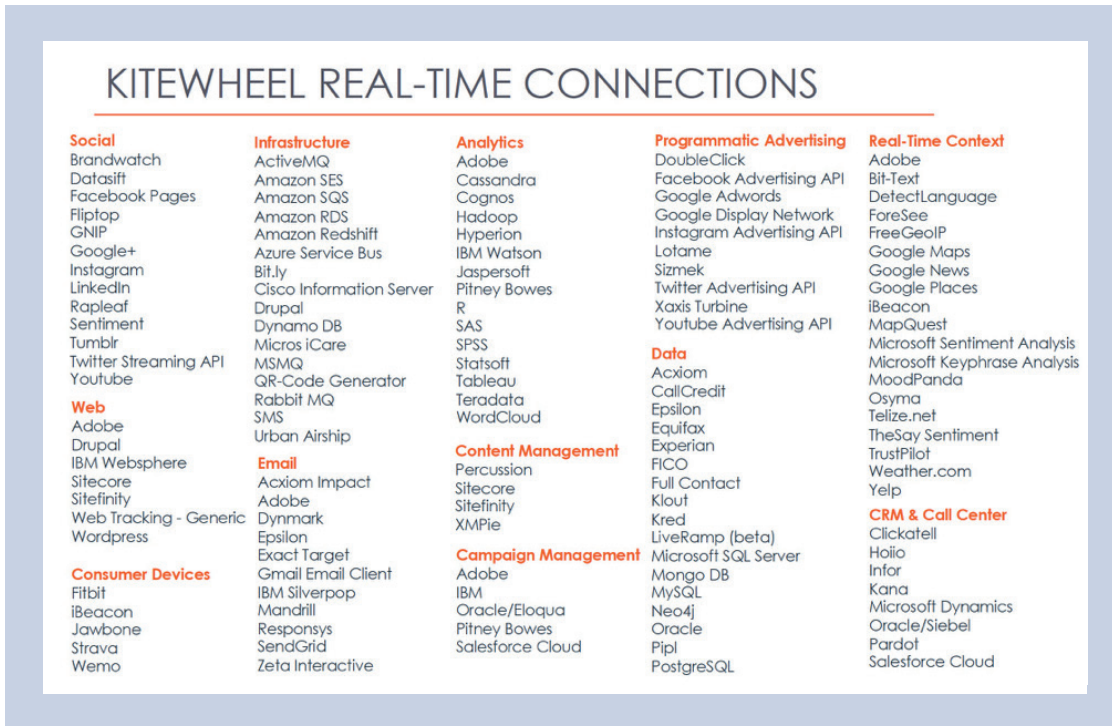 KITEWHEEL REAL-TIME CONNECTIONS
Social
Brandwatch
Datasift
Facebook Pages
Fliptop
GNIP
Google+
Instagram
LinkedIn
Rapleaf
Sentiment
Tumblr
Twitter Streaming API
Youtube
Web
Adobe
Drupal
IBM Websphere
Sitecore
Sitefinity
Web Tracking - Generic
Wordpress
Consumer Devices
Fitbit
iBeacon
Jawbone
Strava
Wemo
Infrastructure
ActiveMQ
Amazon SES
Amazon SQS
Amazon RDS
Amazon Redshift
Azure Service Bus
Bit.ly
Cisco Information Server
Drupal
Dynamo DB
Micros iCare
MSMQ
QR-Code Generator
Rabbit MQ
SMS
Urban Airship
Email
Acxiom Impact
Adobe
Dynmark
Epsilon
Exact Target
Gmail Email Client
IBM Silverpop
Mandrill
Responsys
SendGrid
Zeta Interactive
Analytics
Adobe
Cassandra
Cognos
Hadoop
Hyperion
IBM Watson
Jaspersoft
Pitney Bowes
R
SAS
SPSS
Statsoft
Tableau
Teradata
WordCloud
Content Management
Percussion
Sitecore
Sitefinity
XMPie
Campaign Management
Adobe
IBM
Oracle/Eloqua
Pitney Bowes
Salesforce Cloud
Programmatic Advertising
DoubleClick
Facebook Advertising API
Google Adwords
Google Display Network
Instagram Advertising API
Lotame
Sizmek
Twitter Advertising API
Xaxis Turbine
Youtube Advertising API
Data
Acxiom
CallCredit
Epsilon
Equifax
Experian
FICO
Full Contact
Klout
Kred
LiveRamp (beta)
Microsoft SQL Server
Mongo DB
MySQL
Neo4j
Oracle
Pipl
PostgreSQL
Real-Time Context
Adobe
Bit-Text
DetectLanguage
ForeSee
FreeGeoIP
Google Maps
Google News
Google Places
iBeacon
MapQuest
Microsoft Sentiment Analysis
Microsoft Keyphrase Analysis
MoodPanda
Osyma
Telize.net
TheSay Sentiment
TrustPilot
Weather.com
Yelp
CRM & Call Center
Clickatell
Hoiio
Infor
Kana
Microsoft Dynamics
Oracle/Siebel
Pardot
Salesforce Cloud